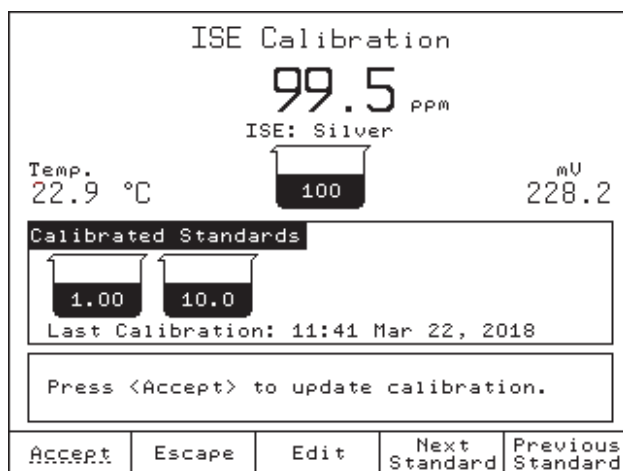 ISE Calibration
99.5 ppm
ISE: Silver
Temp. mV
22.9 °C 100 228.2
Calibrated Standards
1.00 10.0
Last Calibration: 11:41 Mar 22, 2018
Press <Accept> to update calibration.
Accept Escape Edit Next Standard Previous Standard